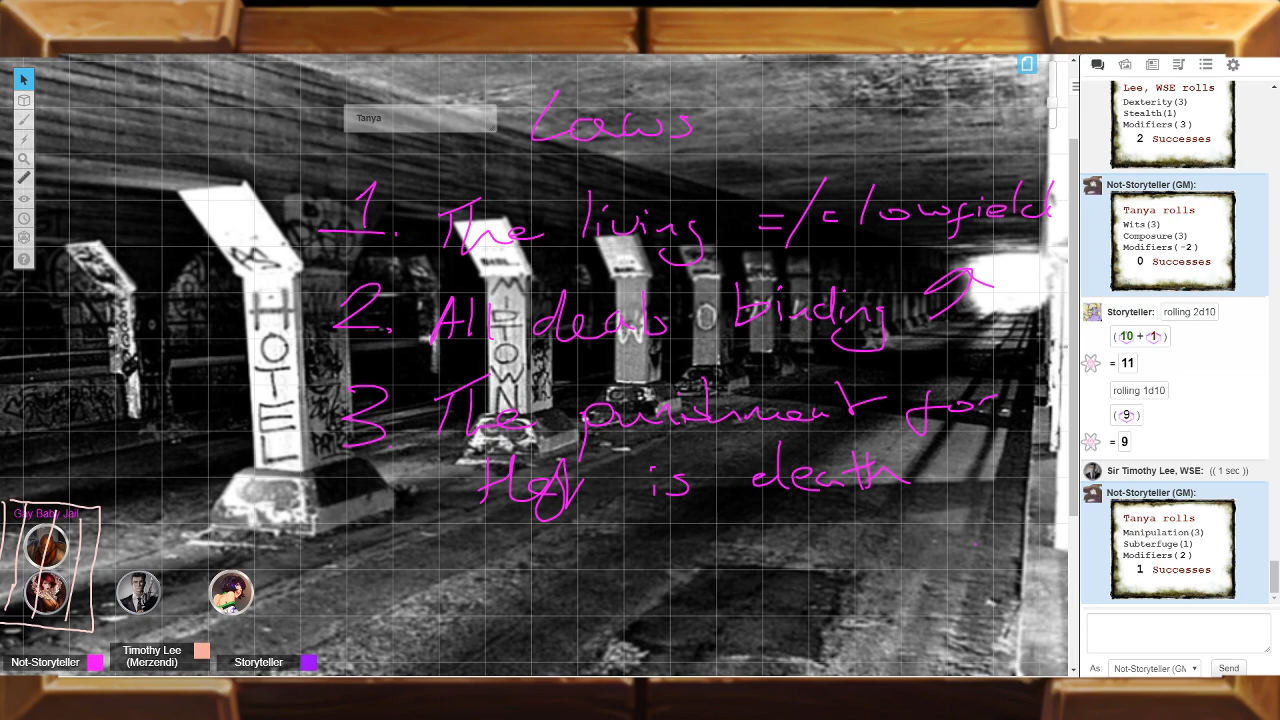 Tanya
Laws
1. The living =/= lowfield
2. All deals binding
3 The punishment for
theft is death
MIDTOWN
Gay Baby Jail
Not-Storyteller
Timothy Lee
(Merzendi)
Storyteller
Lee, WSE rolls
Dexterity(3)
Stealth(1)
Modifiers(3)
2 Successes
Not-Storyteller (GM):
Tanya rolls
Wits(3)
Composure(3)
Modifiers(-2)
0 Successes
Storyteller: rolling 2d10
(10 + 1)
= 11
rolling 1d10
(9)
= 9
Sir Timothy Lee, WSE: (( 1 sec ))
Not-Storyteller (GM):
Tanya rolls
Manipulation(3)
Subterfuge(1)
Modifiers(2)
1 Successes
As: Not-Storyteller (GM Send